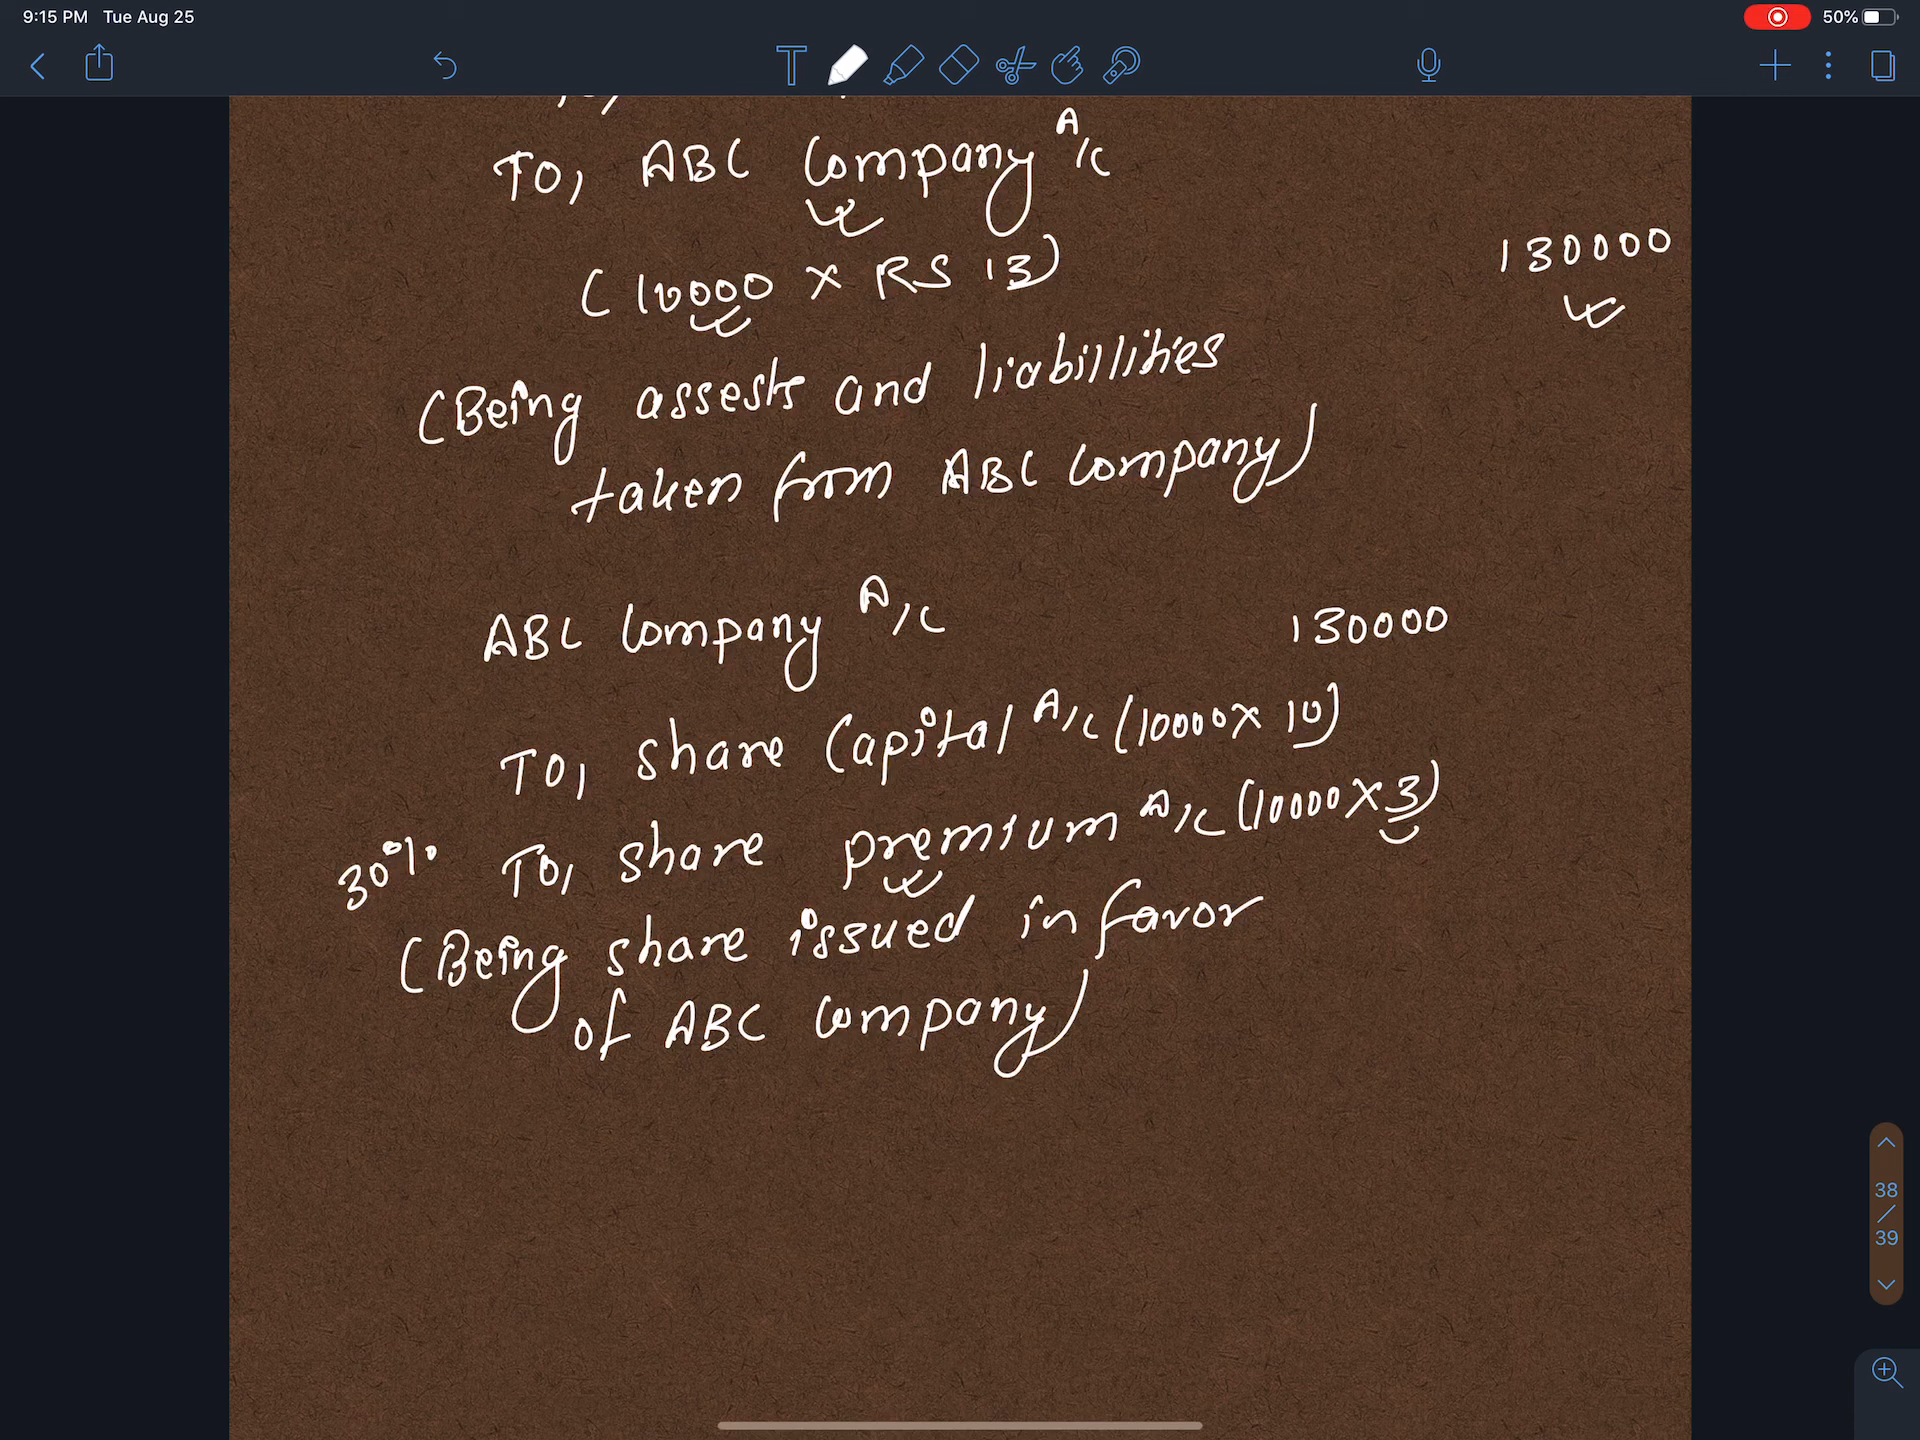 9:15 PM Tue Aug 25
50%
To, ABC Company A/c
(10000 X RS 13)
130000
(Being assests and liabillities
taken from ABC Company)
ABC Company A/c 130000
To, share Capital A/c (10000 X 10)
30% To, share premium A/c (10000 X 3)
(Being share issued in favor
of ABC Company)
38
/
39